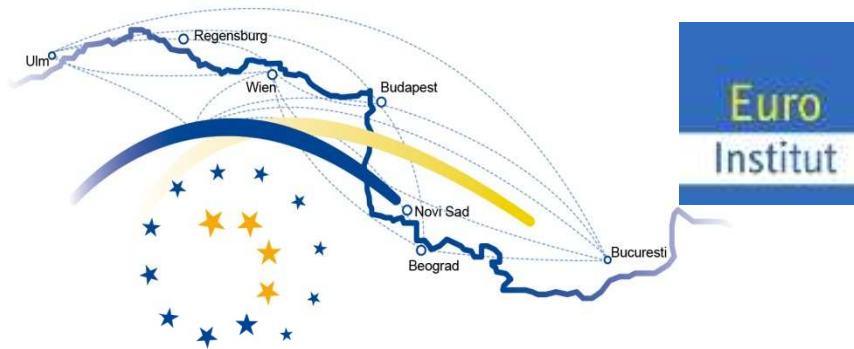 Regensburg
Ulm
Wien
Budapest
Novi Sad
Beograd
Bucuresti
Euro
Institut